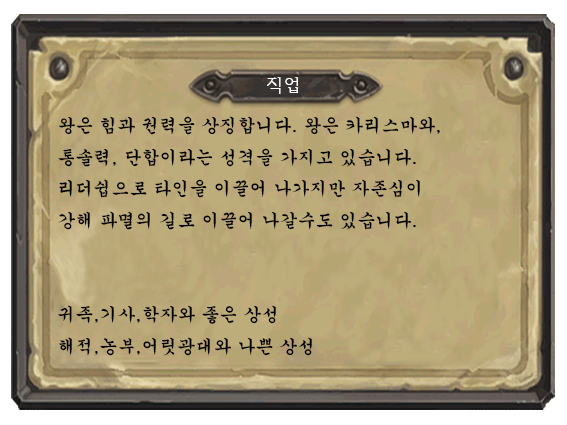 직업
왕은 힘과 권력을 상징합니다. 왕은 카리스마와,
통솔력, 단합이라는 성격을 가지고 있습니다.
리더쉽으로 타인을 이끌어 나가지만 자존심이
강해 파멸의 길로 이끌어 나갈수도 있습니다.
귀족,기사,학자와 좋은 상성
해적,농부,어릿광대와 나쁜 상성